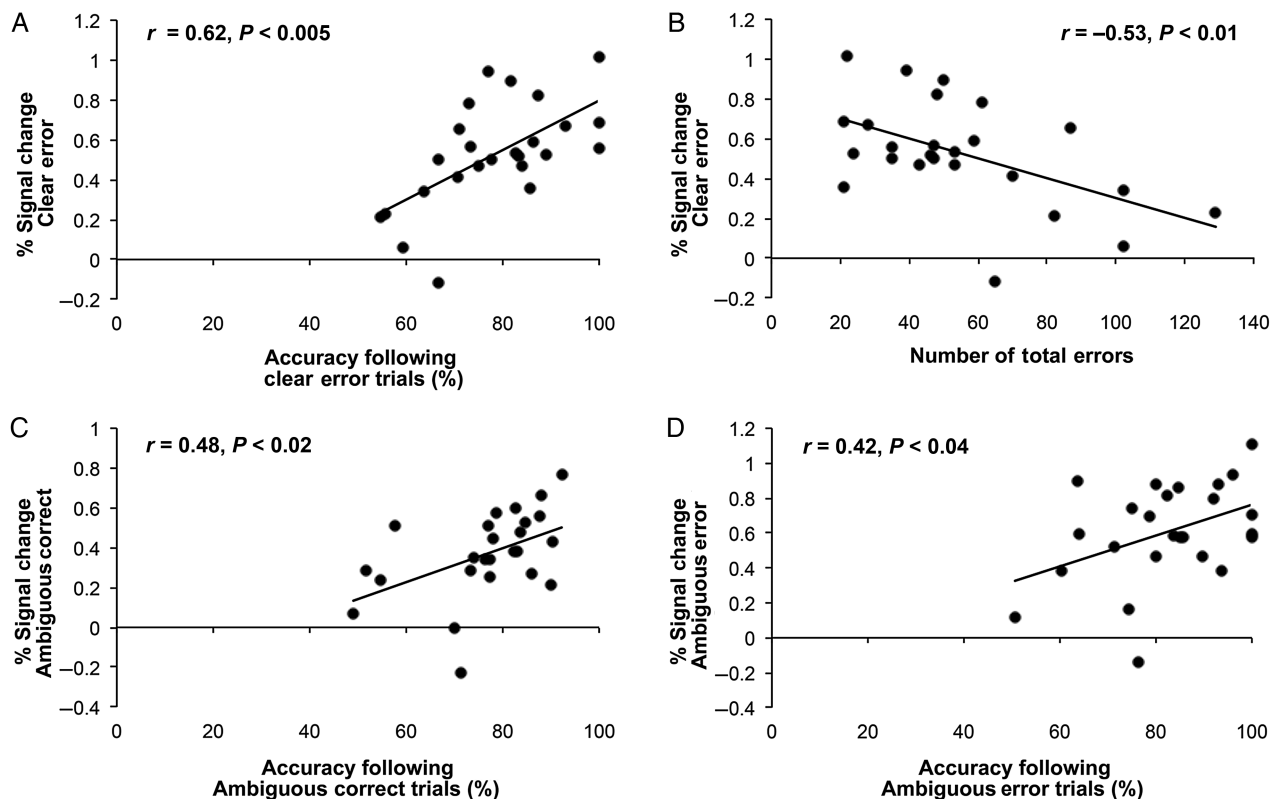 A
r = 0.62, P < 0.005
% Signal change
Clear error
1.2
1
0.8
0.6
0.4
0.2
0
–0.2
0 20 40 60 80 100
Accuracy following
clear error trials (%)
B
r = –0.53, P < 0.01
% Signal change
Clear error
1.2
1
0.8
0.6
0.4
0.2
0
–0.2
0 20 40 60 80 100 120 140
Number of total errors
C
r = 0.48, P < 0.02
% Signal change
Ambiguous correct
1
0.8
0.6
0.4
0.2
0
–0.2
–0.4
0 20 40 60 80 100
Accuracy following
Ambiguous correct trials (%)
D
r = 0.42, P < 0.04
% Signal change
Ambiguous error
1.2
1
0.8
0.6
0.4
0.2
0
–0.2
–0.4
0 20 40 60 80 100
Accuracy following
Ambiguous error trials (%)